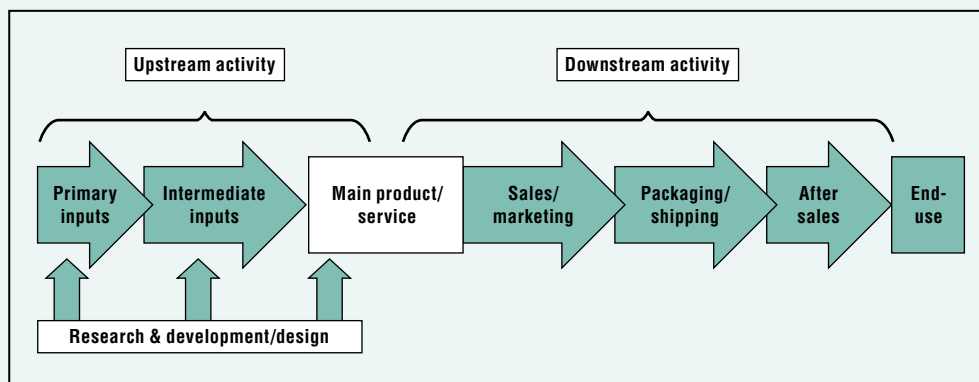 Upstream activity
Downstream activity
Primary
inputs
Intermediate
inputs
Main product/
service
Sales/
marketing
Packaging/
shipping
After
sales
End-
use
Research & development/design